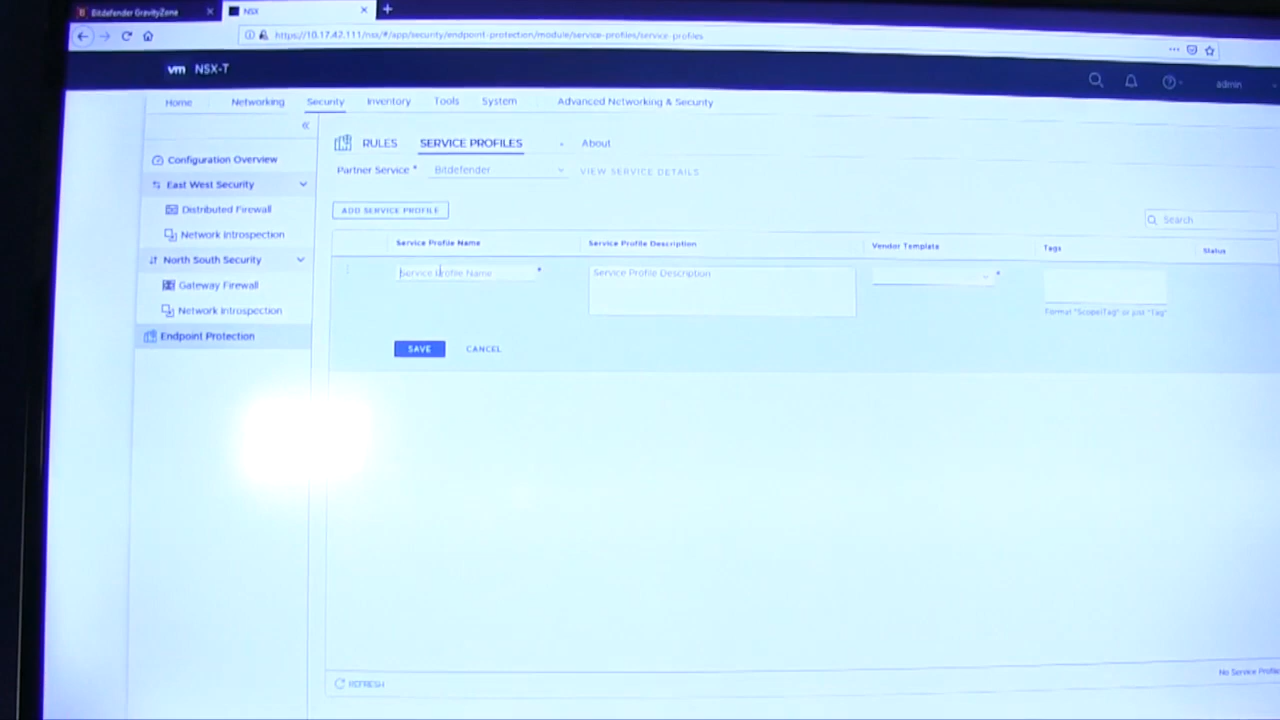 Bitdefender GravityZone
NSX
https://10.17.42.111/nsx/#/app/security/endpoint-protection/module/service-profiles/service-profiles
vm NSX-T
admin
Home Networking Security Inventory Tools System Advanced Networking & Security
RULES SERVICE PROFILES About
Configuration Overview
East West Security
Distributed Firewall
Network Introspection
North South Security
Gateway Firewall
Network Introspection
Endpoint Protection
Partner Service * Bitdefender VIEW SERVICE DETAILS
ADD SERVICE PROFILE
Search
Service Profile Name Service Profile Description Vendor Template Tags Status
Service Profile Name * Service Profile Description *
Format "Scope|Tag" or just "Tag"
SAVE CANCEL
REFRESH
No Service Profile